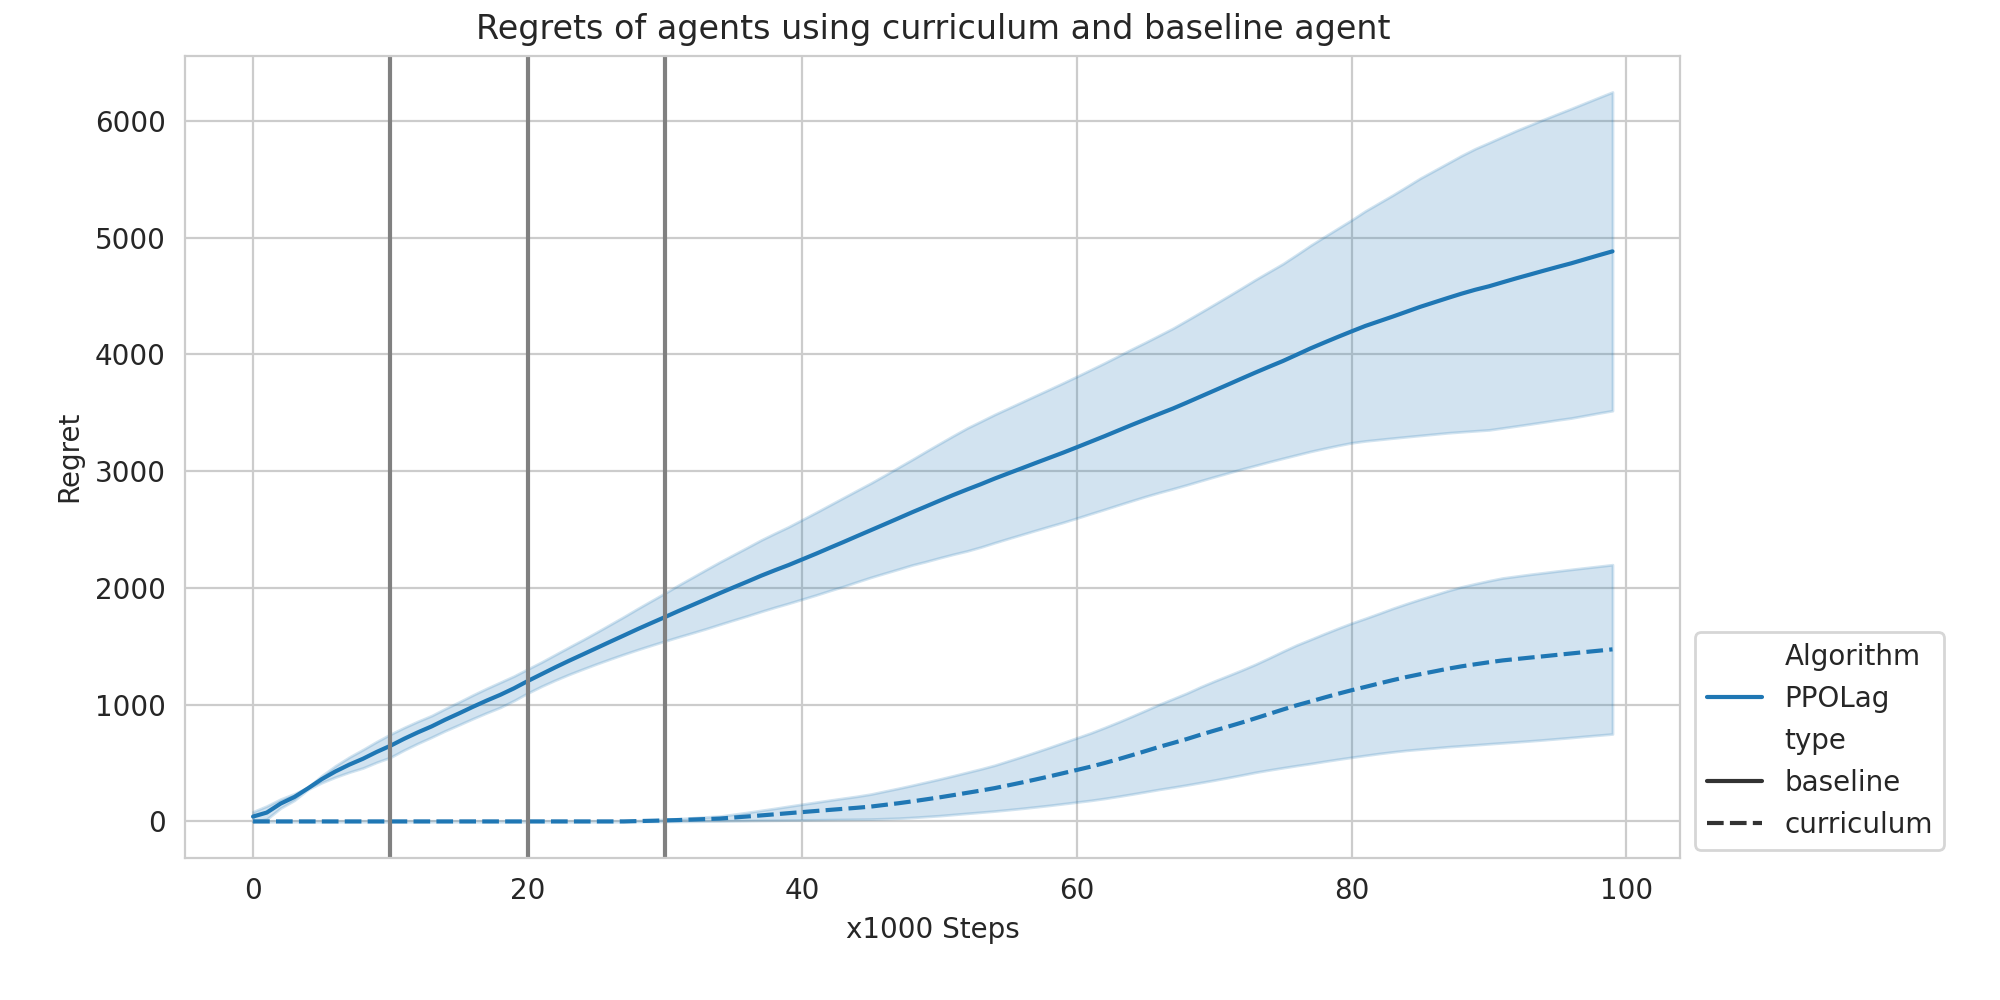 Regrets of agents using curriculum and baseline agent
6000
5000
4000
3000
2000
1000
0
Regret
0 20 40 60 80 100
x1000 Steps
Algorithm
PPOLag
type
baseline
curriculum